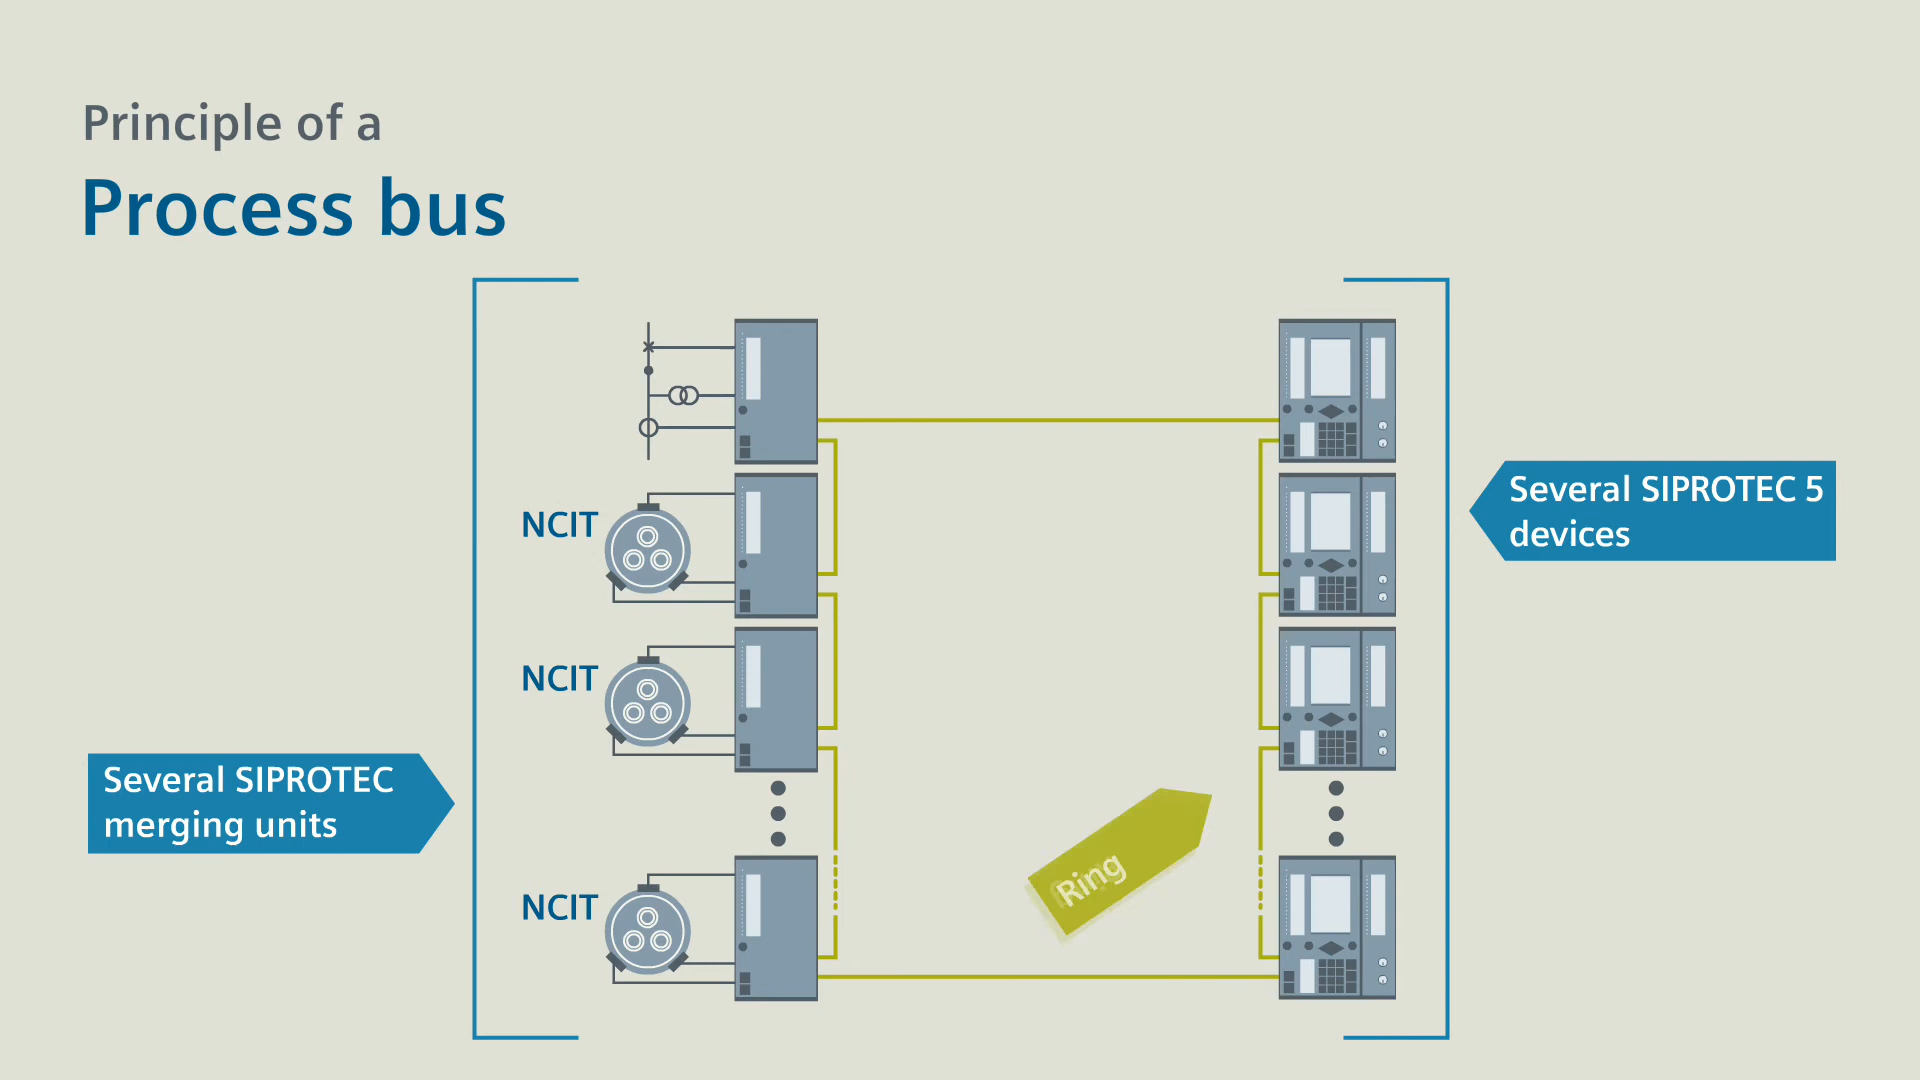 Principle of a
Process bus
NCIT
Several SIPROTEC 5
devices
NCIT
Several SIPROTEC
merging units
Ring
NCIT